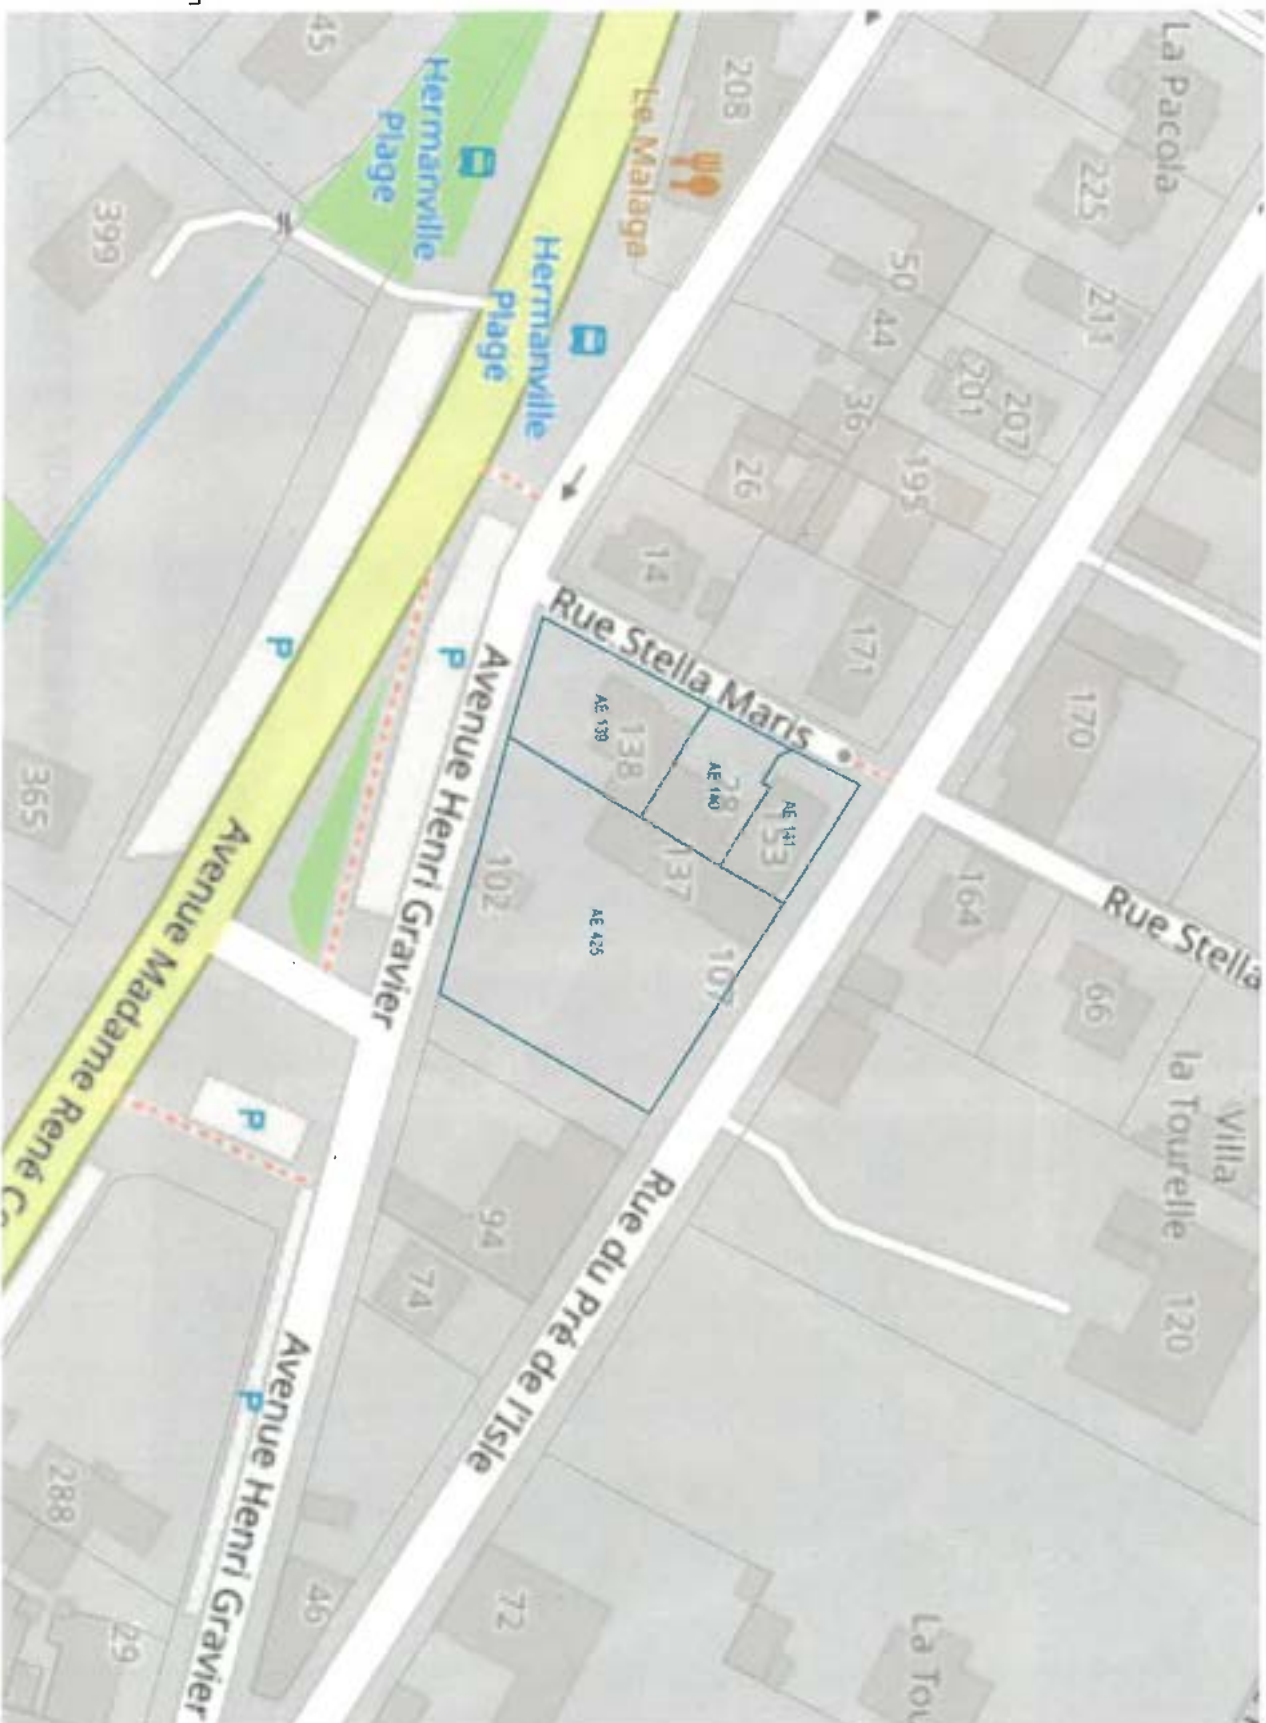 La Pacola
225
211
Villa
la Tourelle
120
Rue Stella
66
170
207
201
195
171
164
La Tou
50
44
36
26
14
Rue Stella Maris
AE 141
133
AE 140
28
AE 139
138
137
107
AE 425
102
208
Le Malaga
Hermanville
Plage
Hermanville
Plage
Rue du Pré de l'Isle
72
94
74
46
Avenue Henri Gravier
P
P
P
Avenue Henri Gravier
P
Avenue Madame René Co
45
399
365
288
29